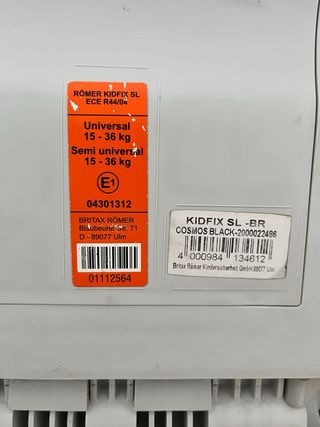 RÖMER KIDFIX SL
ECE R44/04
Universal
15 - 36 kg
Semi universal
15 - 36 kg
E1
04301312
BRITAX RÖMER
Blaubeurer Str. 71
D - 89077 Ulm
01112564
KIDFIX SL -BR
COSMOS BLACK-2000022486
4 000984 134612
Britax Römer Kindersicherheit GmbH 89077 Ulm